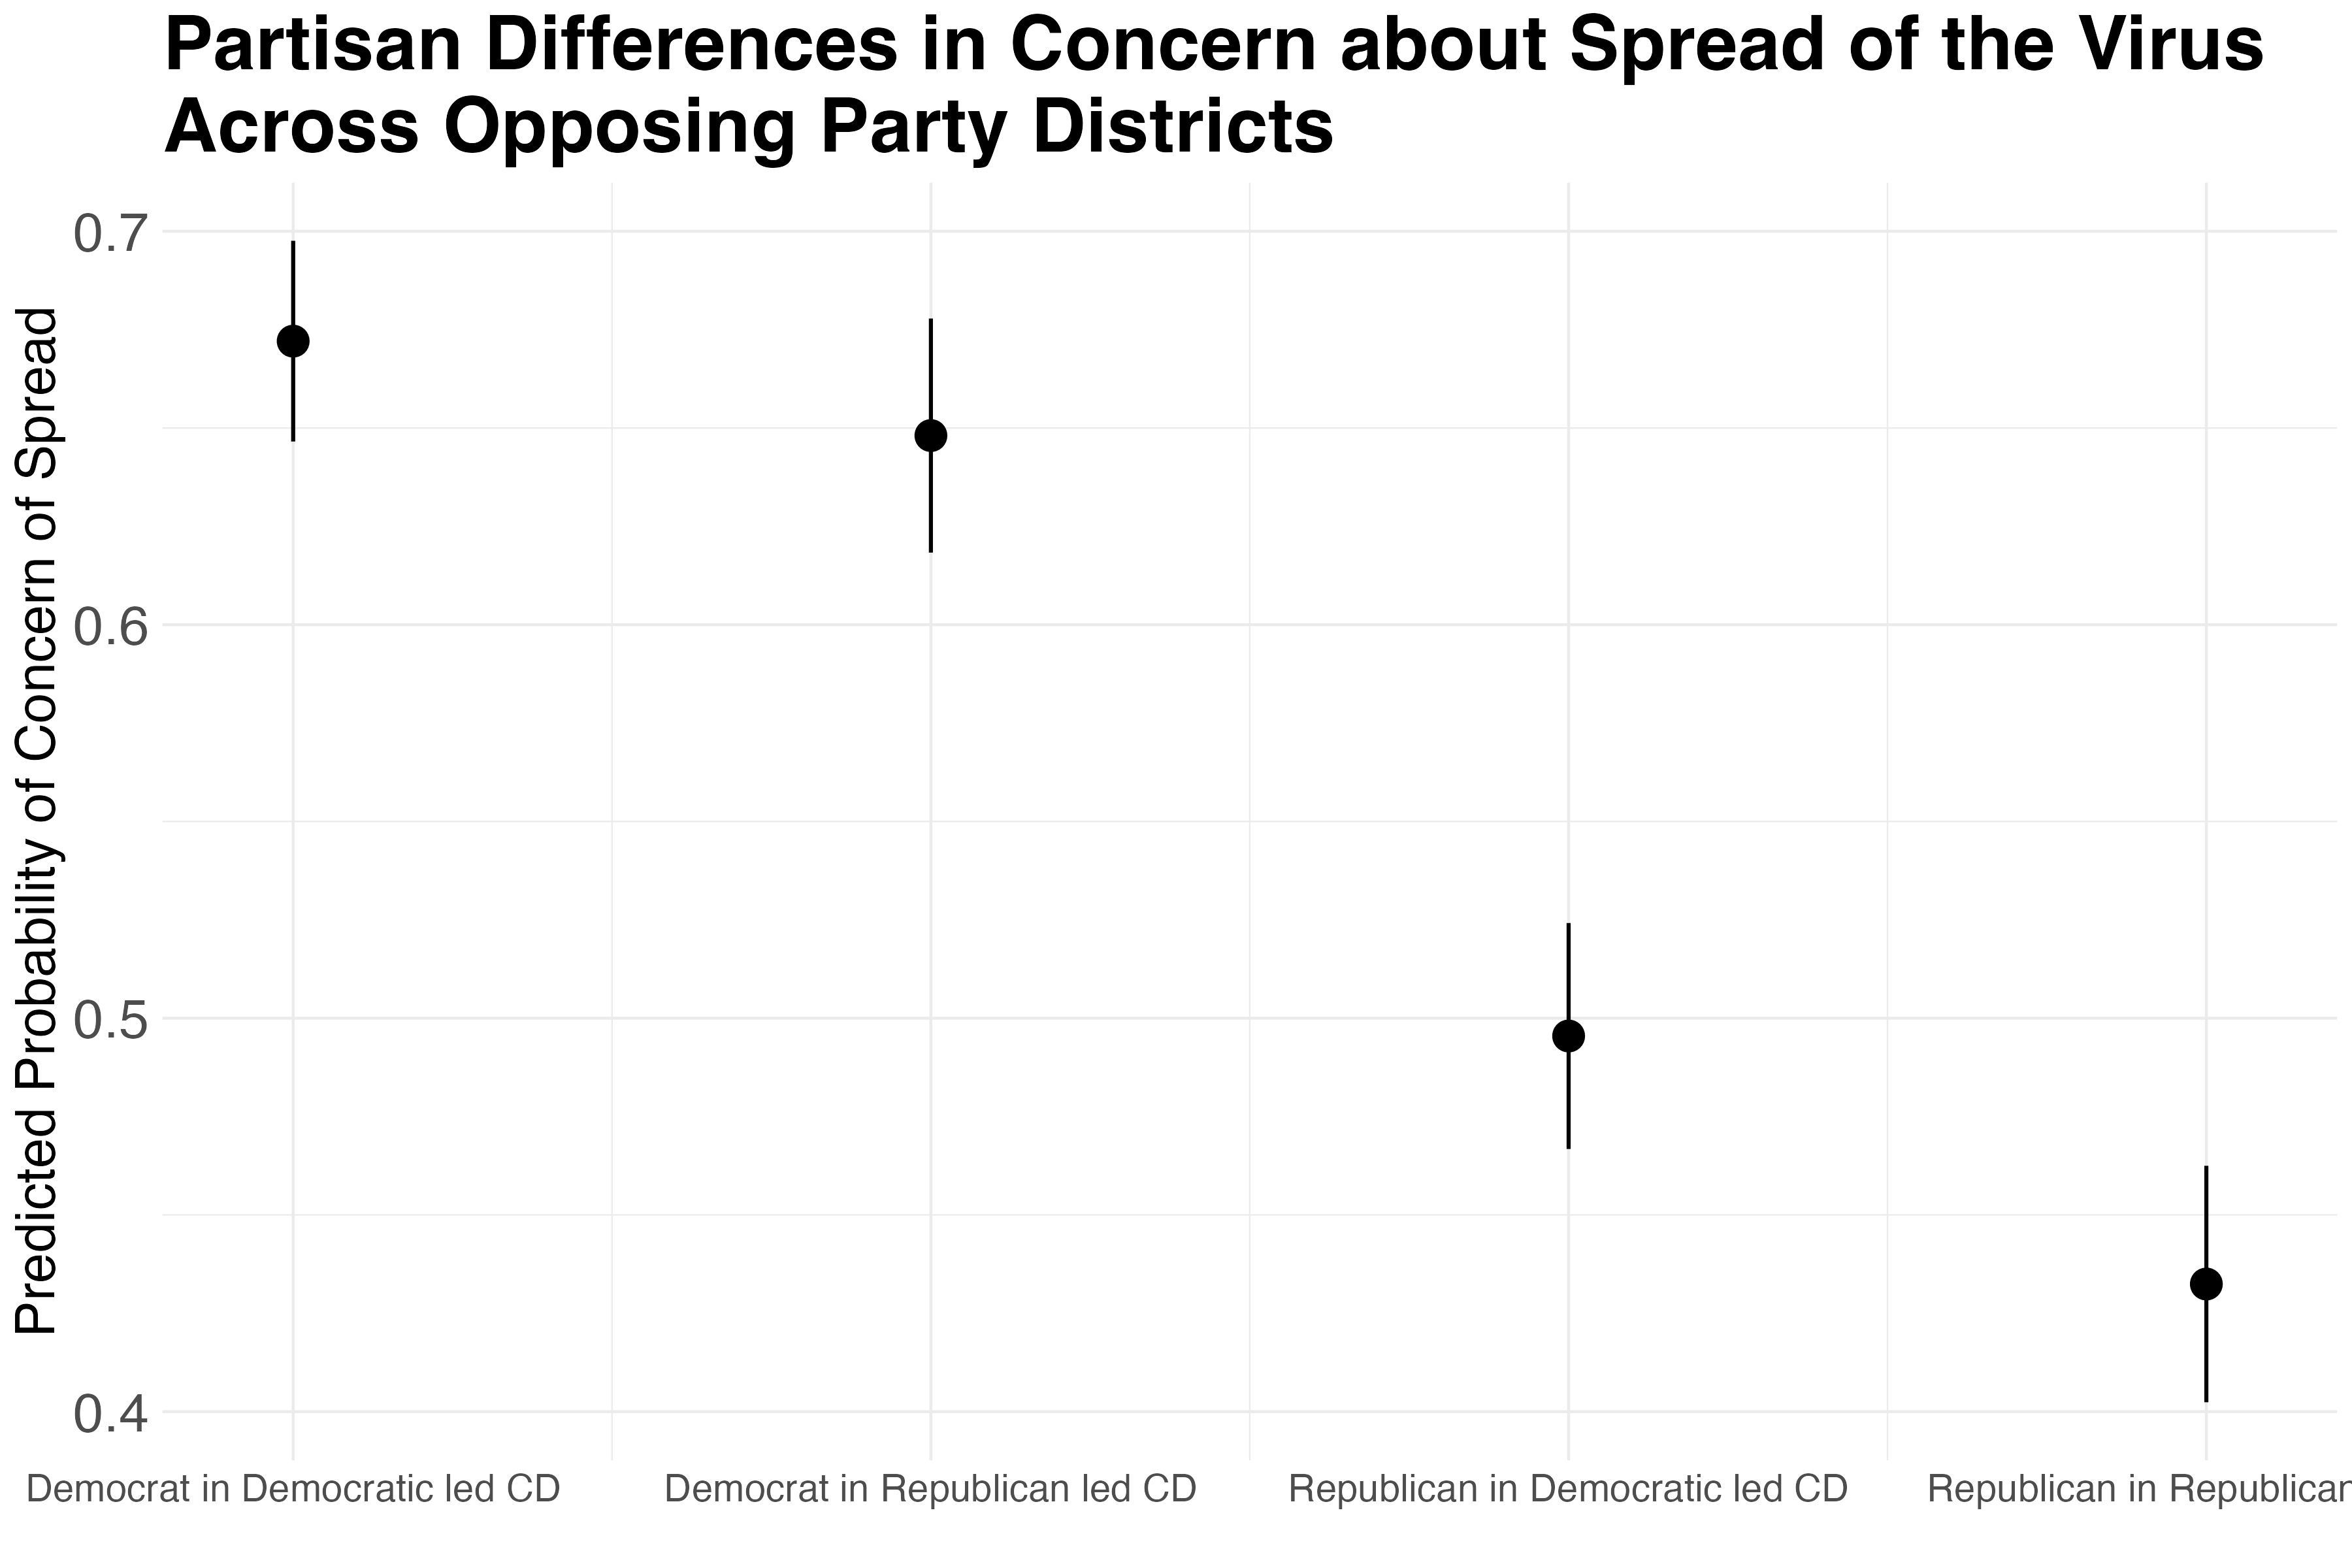 Partisan Differences in Concern about Spread of the Virus
Across Opposing Party Districts
Predicted Probability of Concern of Spread
0.7
0.6
0.5
0.4
Democrat in Democratic led CD
Democrat in Republican led CD
Republican in Democratic led CD
Republican in Republican